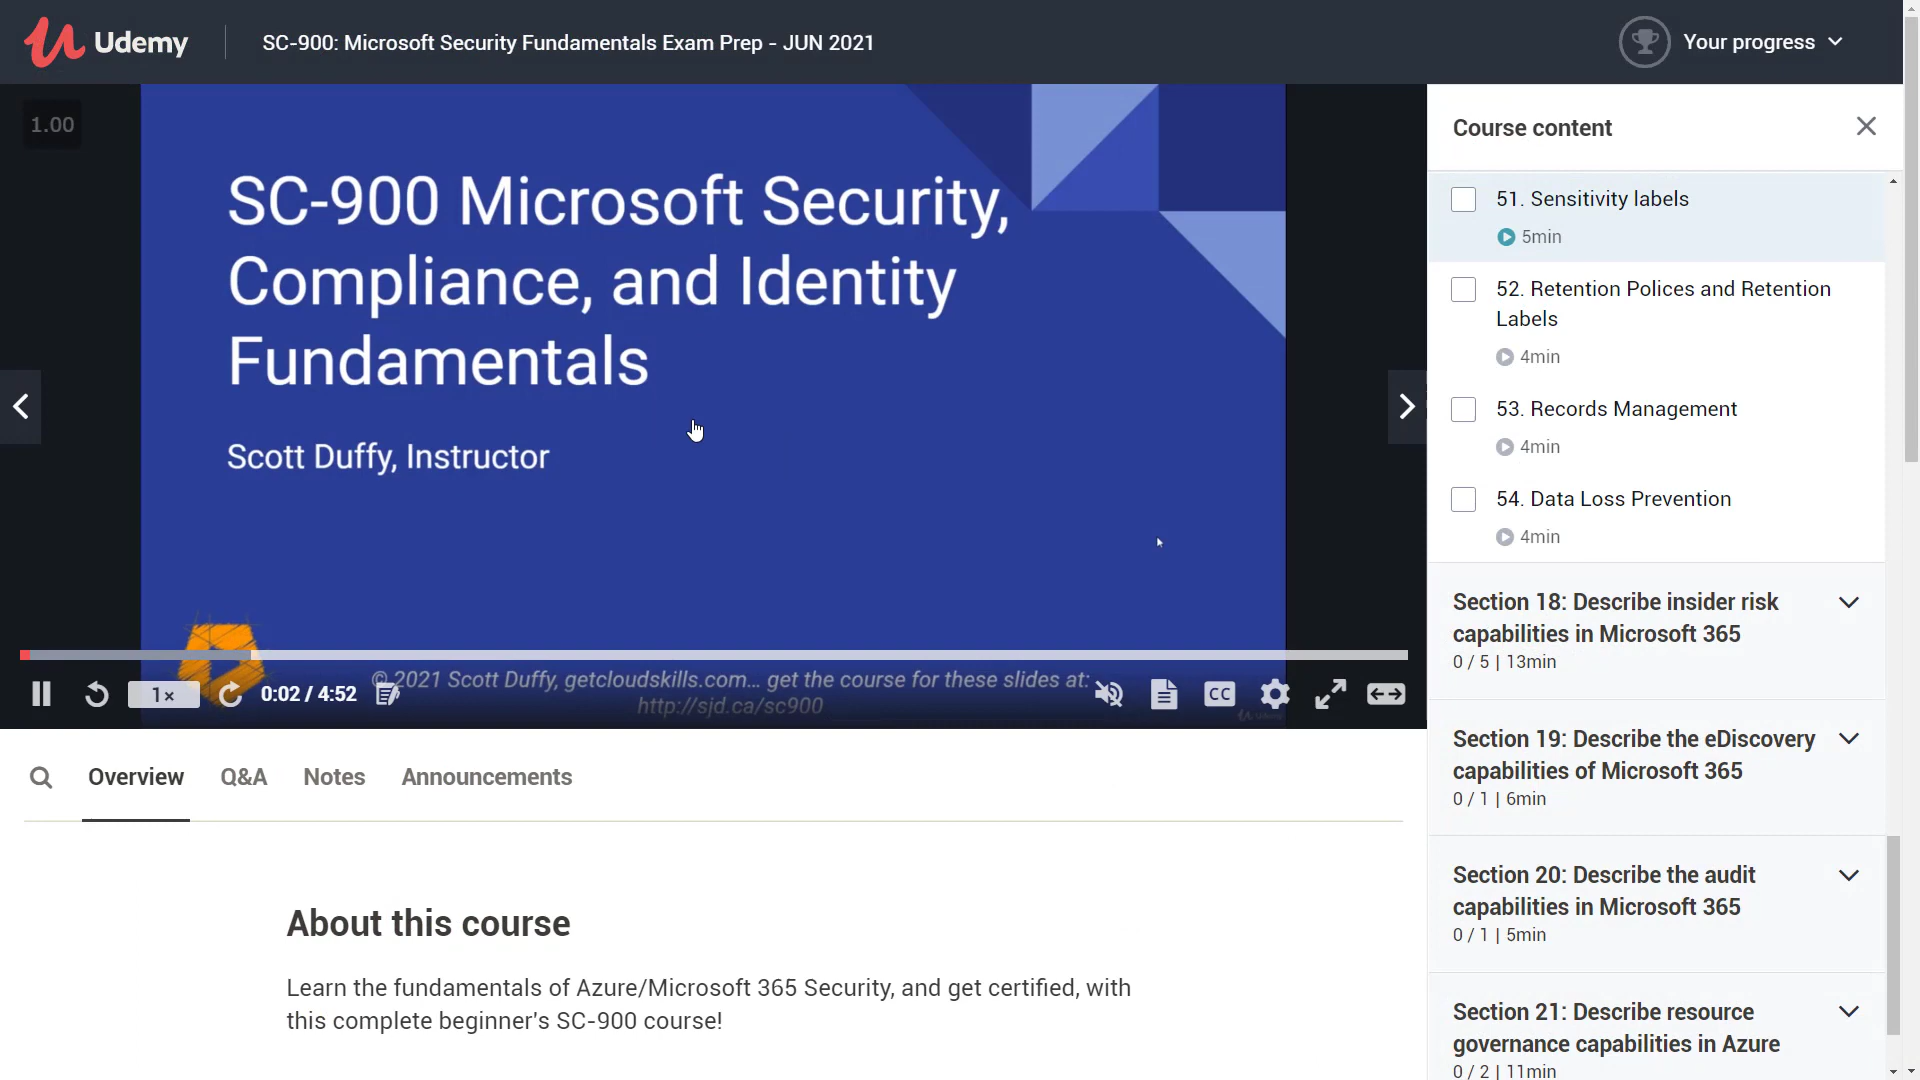 Udemy
SC-900: Microsoft Security Fundamentals Exam Prep - JUN 2021
Your progress
1.00
SC-900 Microsoft Security,
Compliance, and Identity
Fundamentals
Scott Duffy, Instructor
© 2021 Scott Duffy, getcloudskills.com... get the course for these slides at:
http://sjd.ca/sc900
1×
0:02 / 4:52
CC
Udemy
Overview
Q&A
Notes
Announcements
About this course
Learn the fundamentals of Azure/Microsoft 365 Security, and get certified, with
this complete beginner's SC-900 course!
Course content
51. Sensitivity labels
5min
52. Retention Polices and Retention
Labels
4min
53. Records Management
4min
54. Data Loss Prevention
4min
Section 18: Describe insider risk
capabilities in Microsoft 365
0 / 5 | 13min
Section 19: Describe the eDiscovery
capabilities of Microsoft 365
0 / 1 | 6min
Section 20: Describe the audit
capabilities in Microsoft 365
0 / 1 | 5min
Section 21: Describe resource
governance capabilities in Azure
0 / 2 | 11min